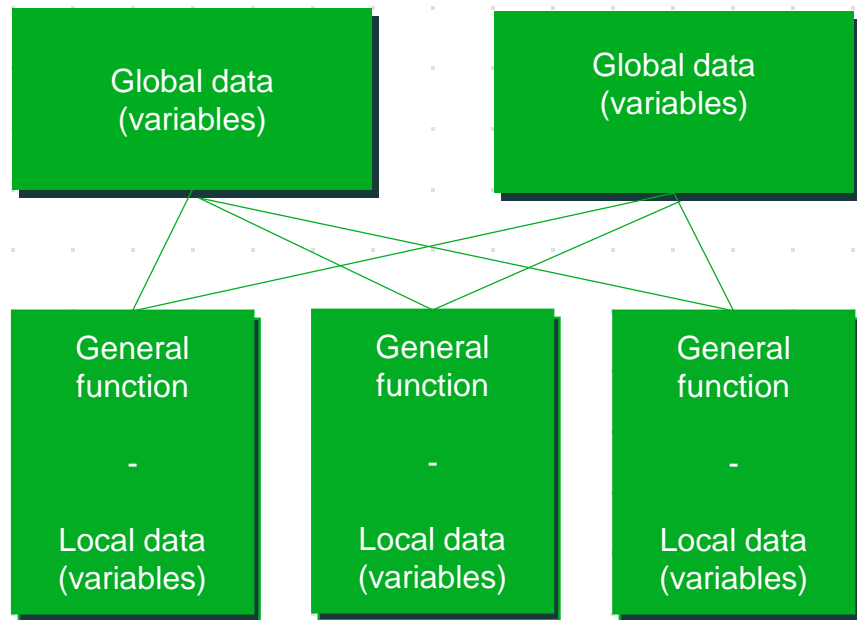 Global data
(variables)
Global data
(variables)
General
function
-
Local data
(variables)
General
function
-
Local data
(variables)
General
function
-
Local data
(variables)